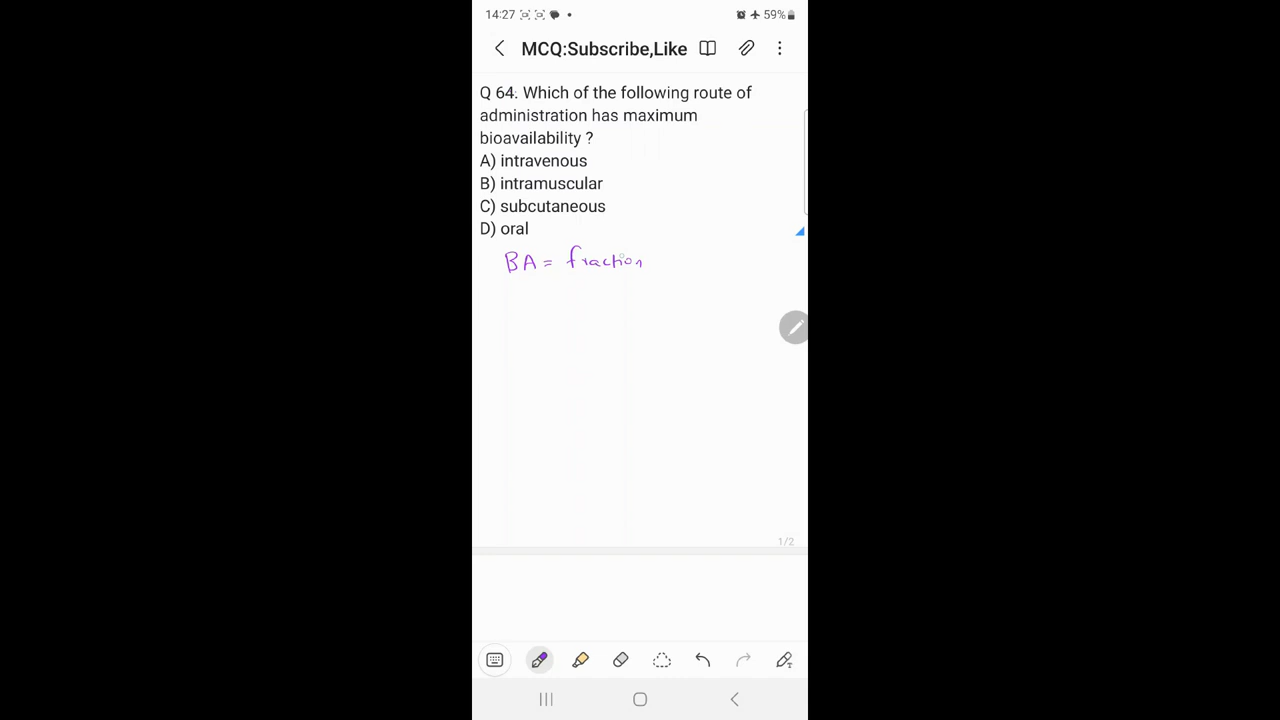 14:27 59%
MCQ:Subscribe,Like
Q 64. Which of the following route of
administration has maximum
bioavailability ?
A) intravenous
B) intramuscular
C) subcutaneous
D) oral
BA = fraction
1/2